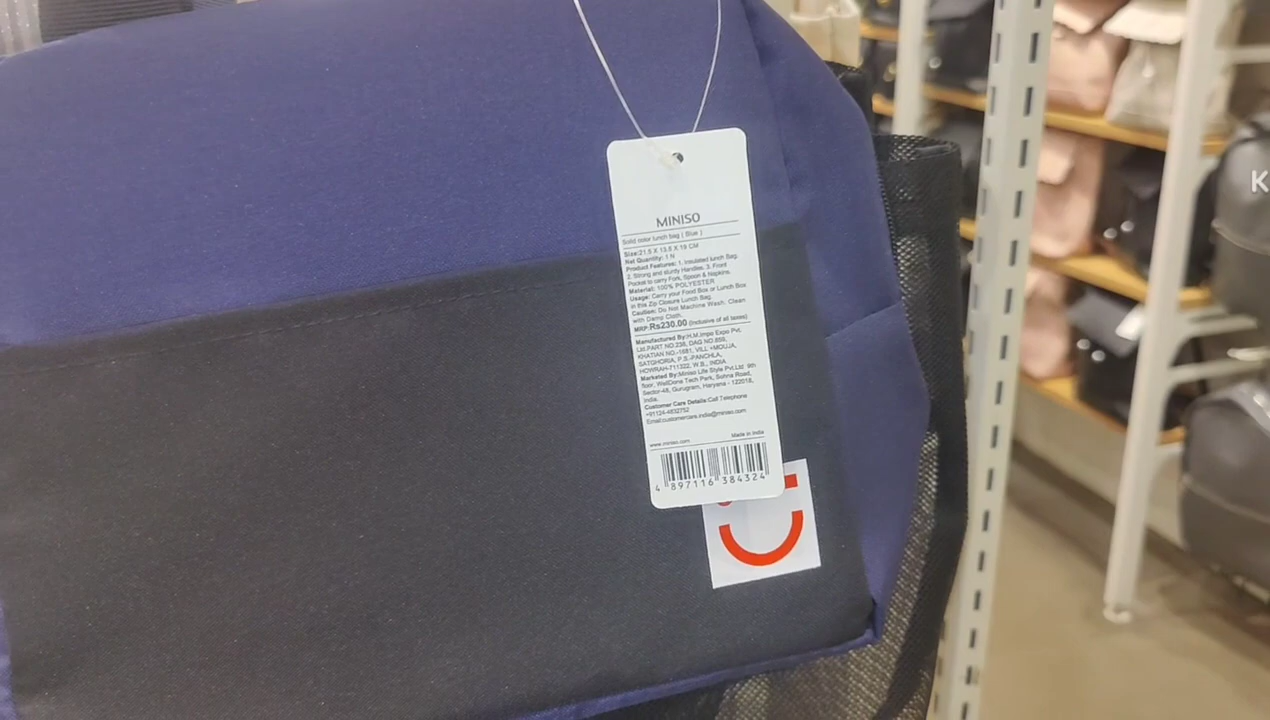 MINISO
Solid color lunch bag ( Blue )
Size:21.5 X 13.5 X 19 CM
Net Quantity: 1 N
Product Features: 1. Insulated lunch Bag.
2. Strong and sturdy Handles. 3. Front
Pocket to carry Fork, Spoon & Napkins.
Material: 100% POLYESTER
Usage: Carry your Food Box or Lunch Box
in this Zip Closure Lunch Bag.
Caution: Do Not Machine Wash. Clean
with Damp Cloth.
MRP:Rs230.00 (Inclusive of all taxes)
Manufactured By:H.M.Impo Expo Pvt.
Ltd.PART NO.238, DAG NO.859,
KHATIAN NO.-1881, VILL +MOUJA,
SATGHORIA, P.S.-PANCHLA,
HOWRAH-711322, W.B., INDIA
Marketed By:Miniso Life Style Pvt.Ltd 9th
floor, WellDone Tech Park, Sohna Road,
Sector-48, Gurugram, Haryana - 122018,
India.
Customer Care Details:Call Telephone
+91124-4832752
Email:customercare.india@miniso.com
www.miniso.com Made in India
4 897116 384324
K